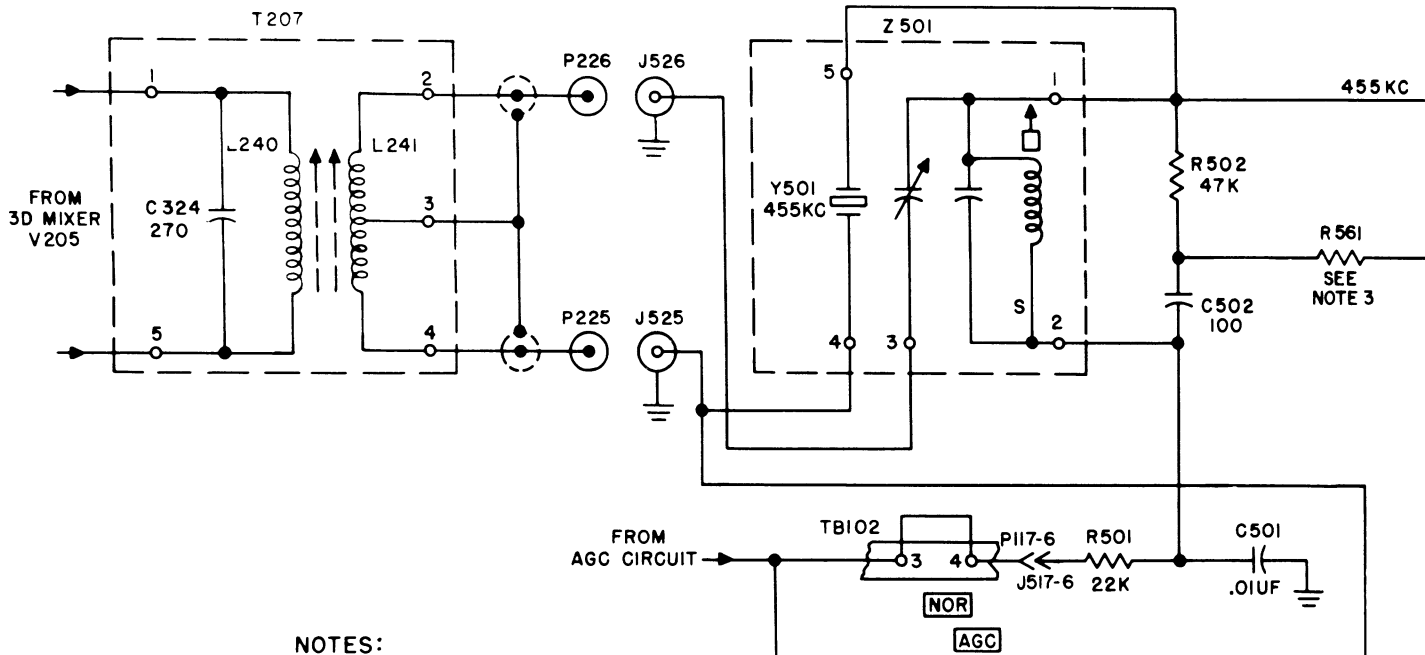 T207
1
2
3
4
5
L240
L241
C324
270
FROM
3D MIXER
V205
P226
J526
P225
J525
Z501
5
1
Y501
455KC
S
4
3
2
455KC
R502
47K
R561
SEE
NOTE 3
C502
100
FROM
AGC CIRCUIT
TB102
3
4
P117-6
J517-6
R501
22K
C501
.01UF
NOR
AGC
NOTES: